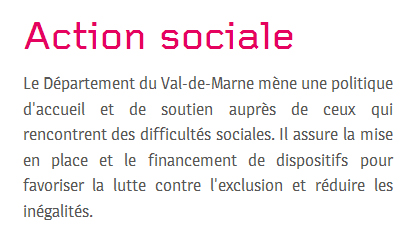 Action sociale
Le Département du Val-de-Marne mène une politique
d'accueil et de soutien auprès de ceux qui
rencontrent des difficultés sociales. Il assure la mise
en place et le financement de dispositifs pour
favoriser la lutte contre l'exclusion et réduire les
inégalités.